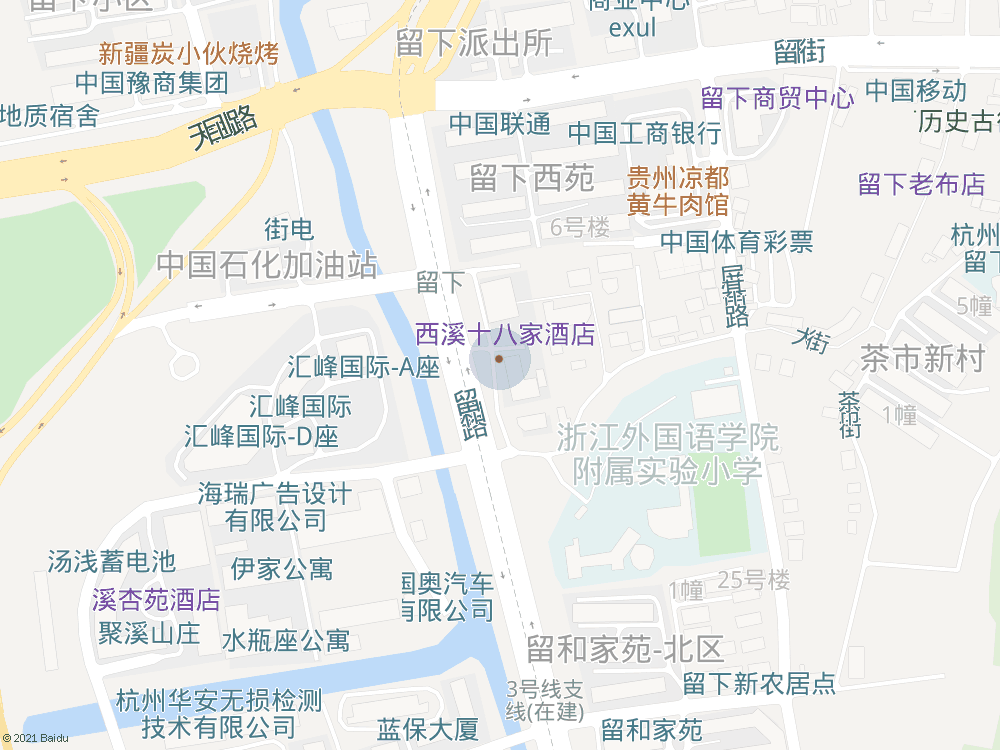 留下小区
商业中心
exul
新疆炭小伙烧烤
留下派出所
留街
中国豫商集团
留下商贸中心
中国移动
地质宿舍
天目山路
中国联通
中国工商银行
历史古街
留下西苑
贵州凉都
黄牛肉馆
留下老布店
6号楼
街电
中国体育彩票
杭州
留下
中国石化加油站
留下
屏基路
5幢
西溪十八家酒店
大街
茶市新村
汇峰国际-A座
汇峰国际
留和路
茶市街
1幢
汇峰国际-D座
浙江外国语学院
附属实验小学
海瑞广告设计
有限公司
汤浅蓄电池
伊家公寓
国奥汽车
有限公司
1幢
25号楼
溪杏苑酒店
聚溪山庄
水瓶座公寓
留和家苑-北区
杭州华安无损检测
技术有限公司
3号线支
线(在建)
留下新农居点
蓝保大厦
留和家苑
© 2021 Baidu